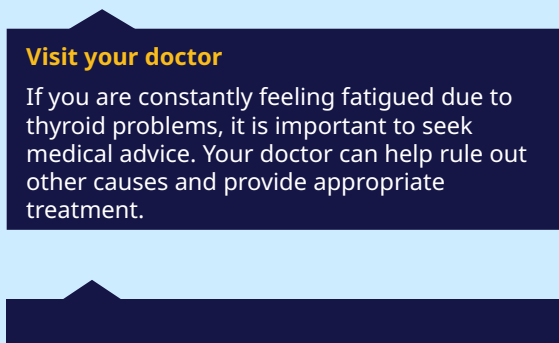 Visit your doctor
If you are constantly feeling fatigued due to
thyroid problems, it is important to seek
medical advice. Your doctor can help rule out
other causes and provide appropriate
treatment.